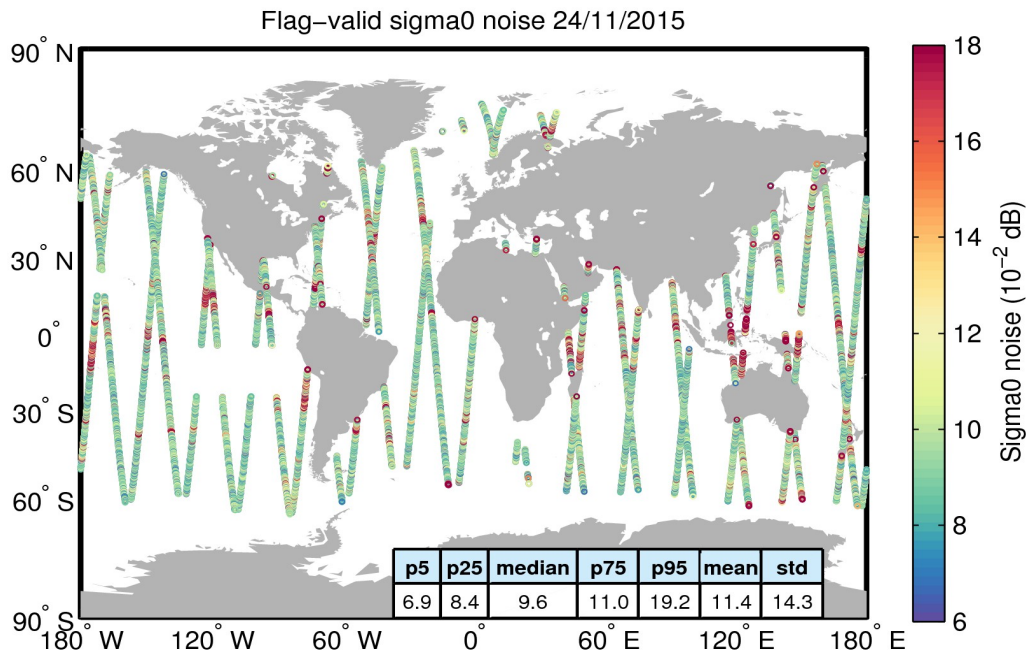 Flag−valid sigma0 noise 24/11/2015
90° N
60° N
30° N
0°
30° S
60° S
90° S
180° W
120° W
60° W
0°
60° E
120° E
180° E
18
16
14
12
10
8
6
Sigma0 noise (10⁻² dB)
p5 p25 median p75 p95 mean std
6.9 8.4 9.6 11.0 19.2 11.4 14.3